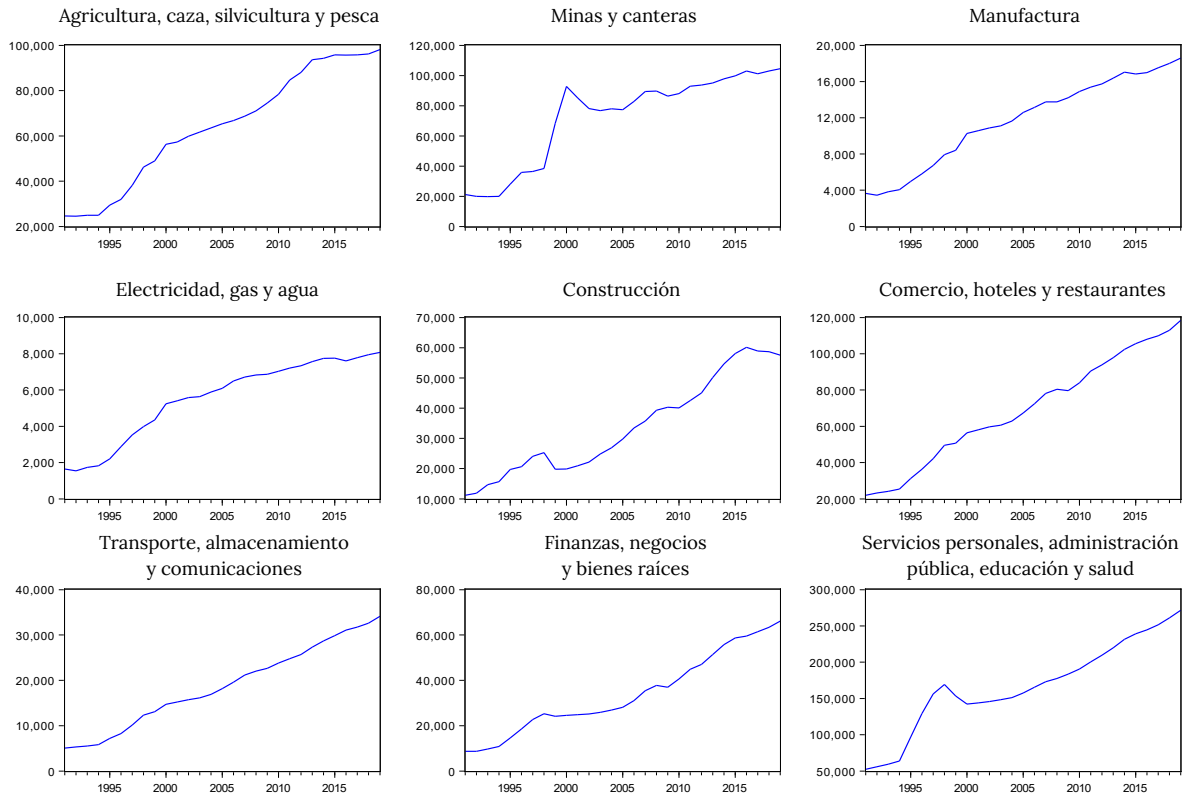 Agricultura, caza, silvicultura y pesca
100,000
80,000
60,000
40,000
20,000
1995 2000 2005 2010 2015
Minas y canteras
120,000
100,000
80,000
60,000
40,000
20,000
0
1995 2000 2005 2010 2015
Manufactura
20,000
16,000
12,000
8,000
4,000
0
1995 2000 2005 2010 2015
Electricidad, gas y agua
10,000
8,000
6,000
4,000
2,000
0
1995 2000 2005 2010 2015
Construcción
70,000
60,000
50,000
40,000
30,000
20,000
10,000
1995 2000 2005 2010 2015
Comercio, hoteles y restaurantes
120,000
100,000
80,000
60,000
40,000
20,000
1995 2000 2005 2010 2015
Transporte, almacenamiento
y comunicaciones
40,000
30,000
20,000
10,000
0
1995 2000 2005 2010 2015
Finanzas, negocios
y bienes raíces
80,000
60,000
40,000
20,000
0
1995 2000 2005 2010 2015
Servicios personales, administración
pública, educación y salud
300,000
250,000
200,000
150,000
100,000
50,000
1995 2000 2005 2010 2015